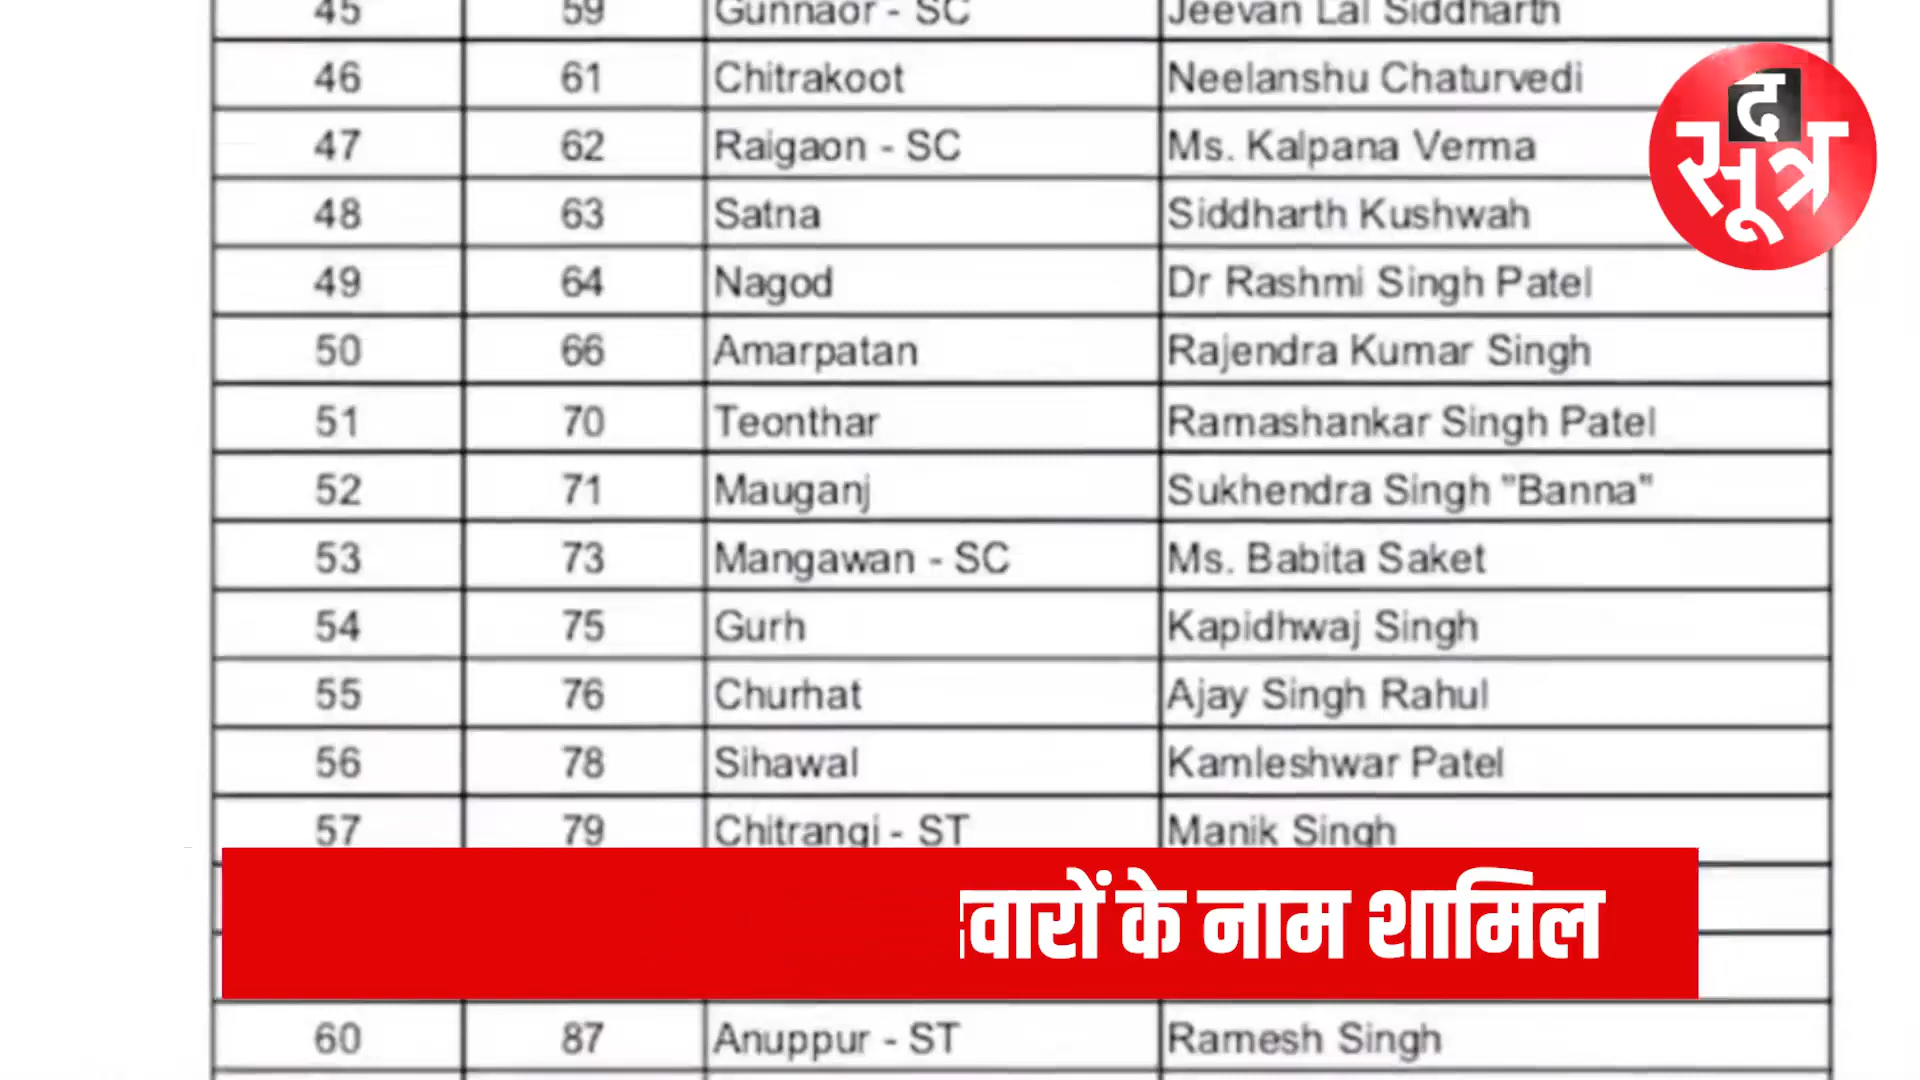 45 59 Gunnaor - SC Jeevan Lal Siddharth
46 61 Chitrakoot Neelanshu Chaturvedi
द
सूत्र
47 62 Raigaon - SC Ms. Kalpana Verma
48 63 Satna Siddharth Kushwah
49 64 Nagod Dr Rashmi Singh Patel
50 66 Amarpatan Rajendra Kumar Singh
51 70 Teonthar Ramashankar Singh Patel
52 71 Mauganj Sukhendra Singh "Banna"
53 73 Mangawan - SC Ms. Babita Saket
54 75 Gurh Kapidhwaj Singh
55 76 Churhat Ajay Singh Rahul
56 78 Sihawal Kamleshwar Patel
57 79 Chitrangi - ST Manik Singh
वारों के नाम शामिल
60 87 Anuppur - ST Ramesh Singh